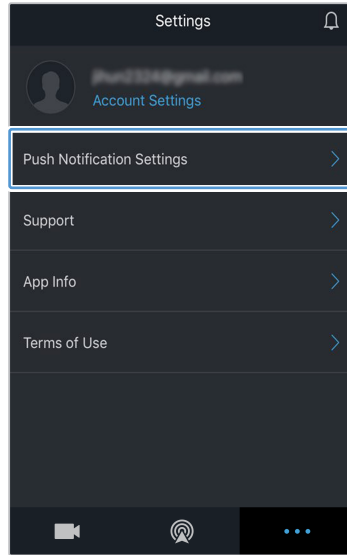 Settings
Account Settings
Push Notification Settings
Support
App Info
Terms of Use